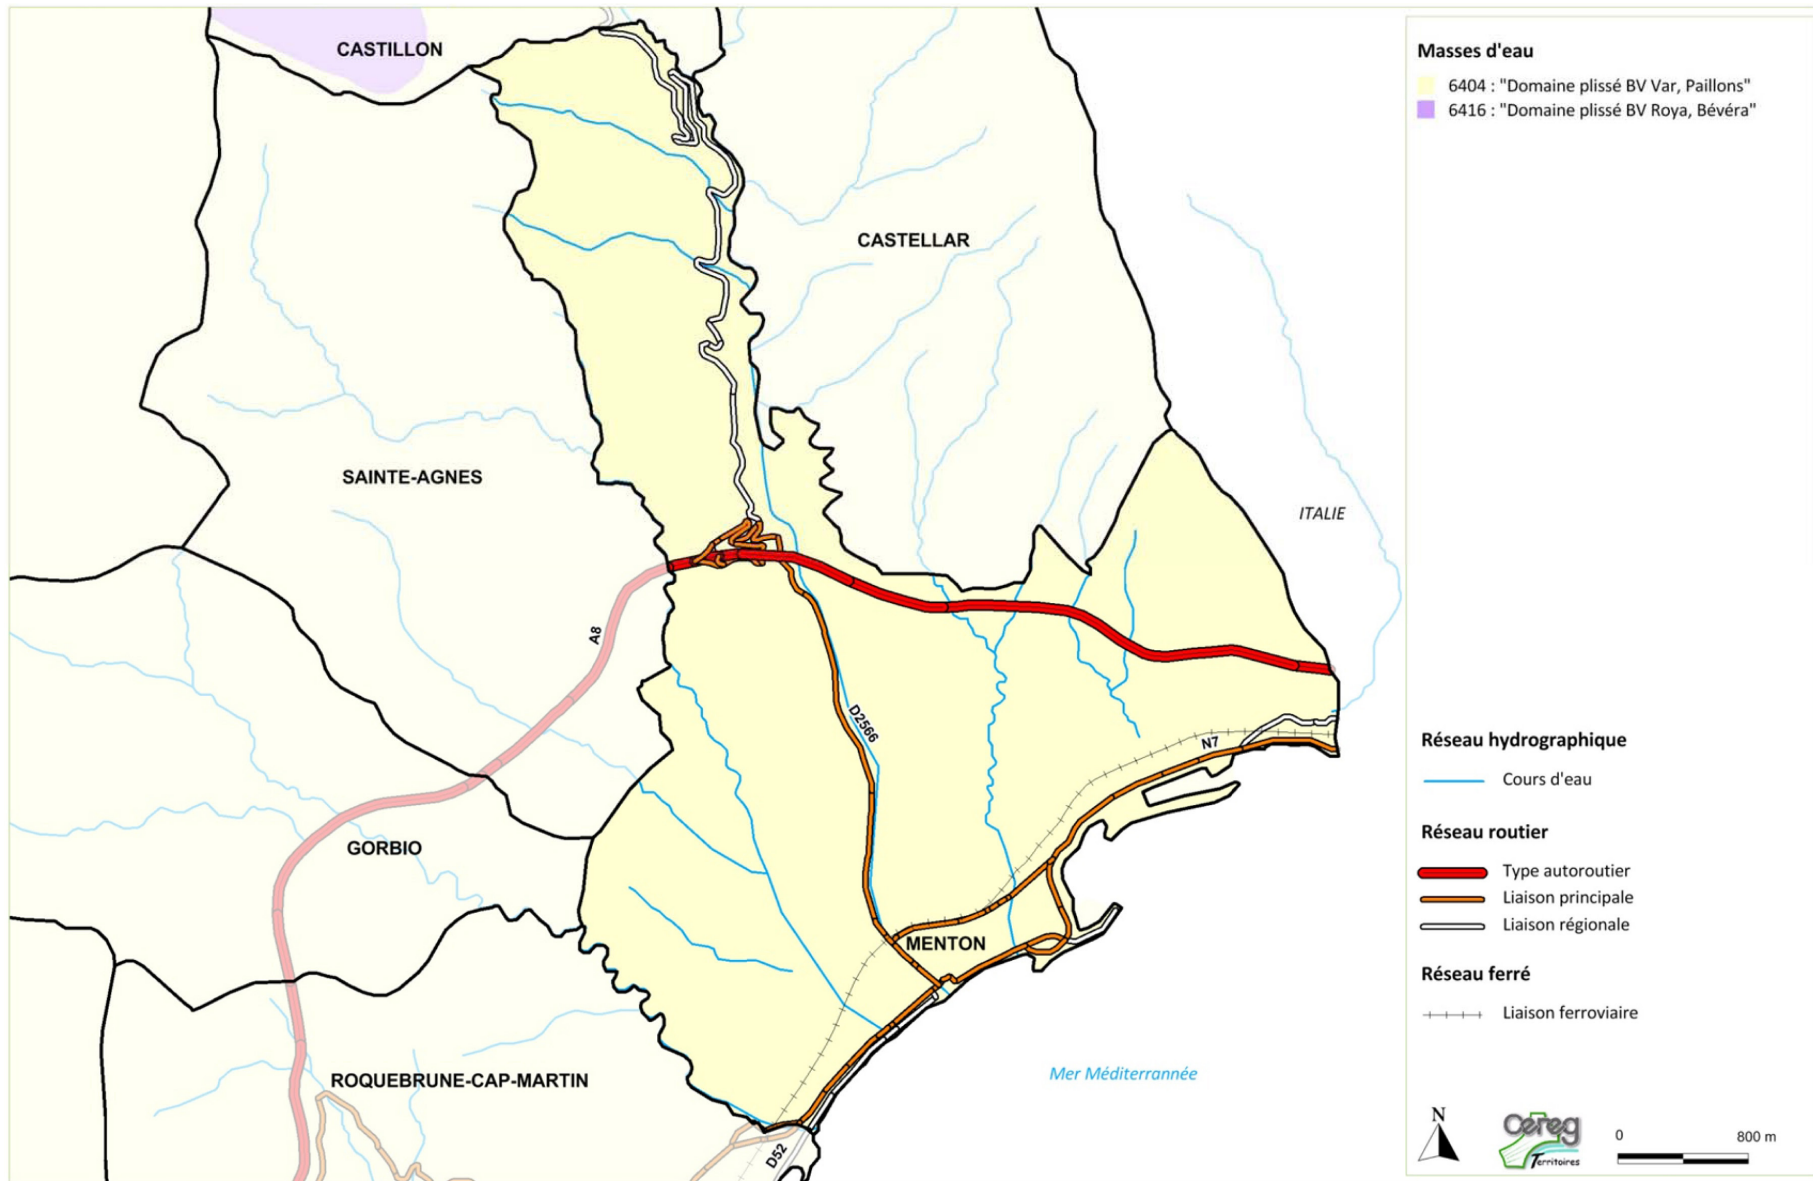 CASTILLON
CASTELLAR
SAINTE-AGNES
ITALIE
A8
D2566
N7
GORBIO
MENTON
ROQUEBRUNE-CAP-MARTIN
Mer Méditerrannée
D52
Masses d'eau
6404 : "Domaine plissé BV Var, Paillons"
6416 : "Domaine plissé BV Roya, Bévéra"
Réseau hydrographique
Cours d'eau
Réseau routier
Type autoroutier
Liaison principale
Liaison régionale
Réseau ferré
Liaison ferroviaire
N
Cereg
Territoires
0 800 m